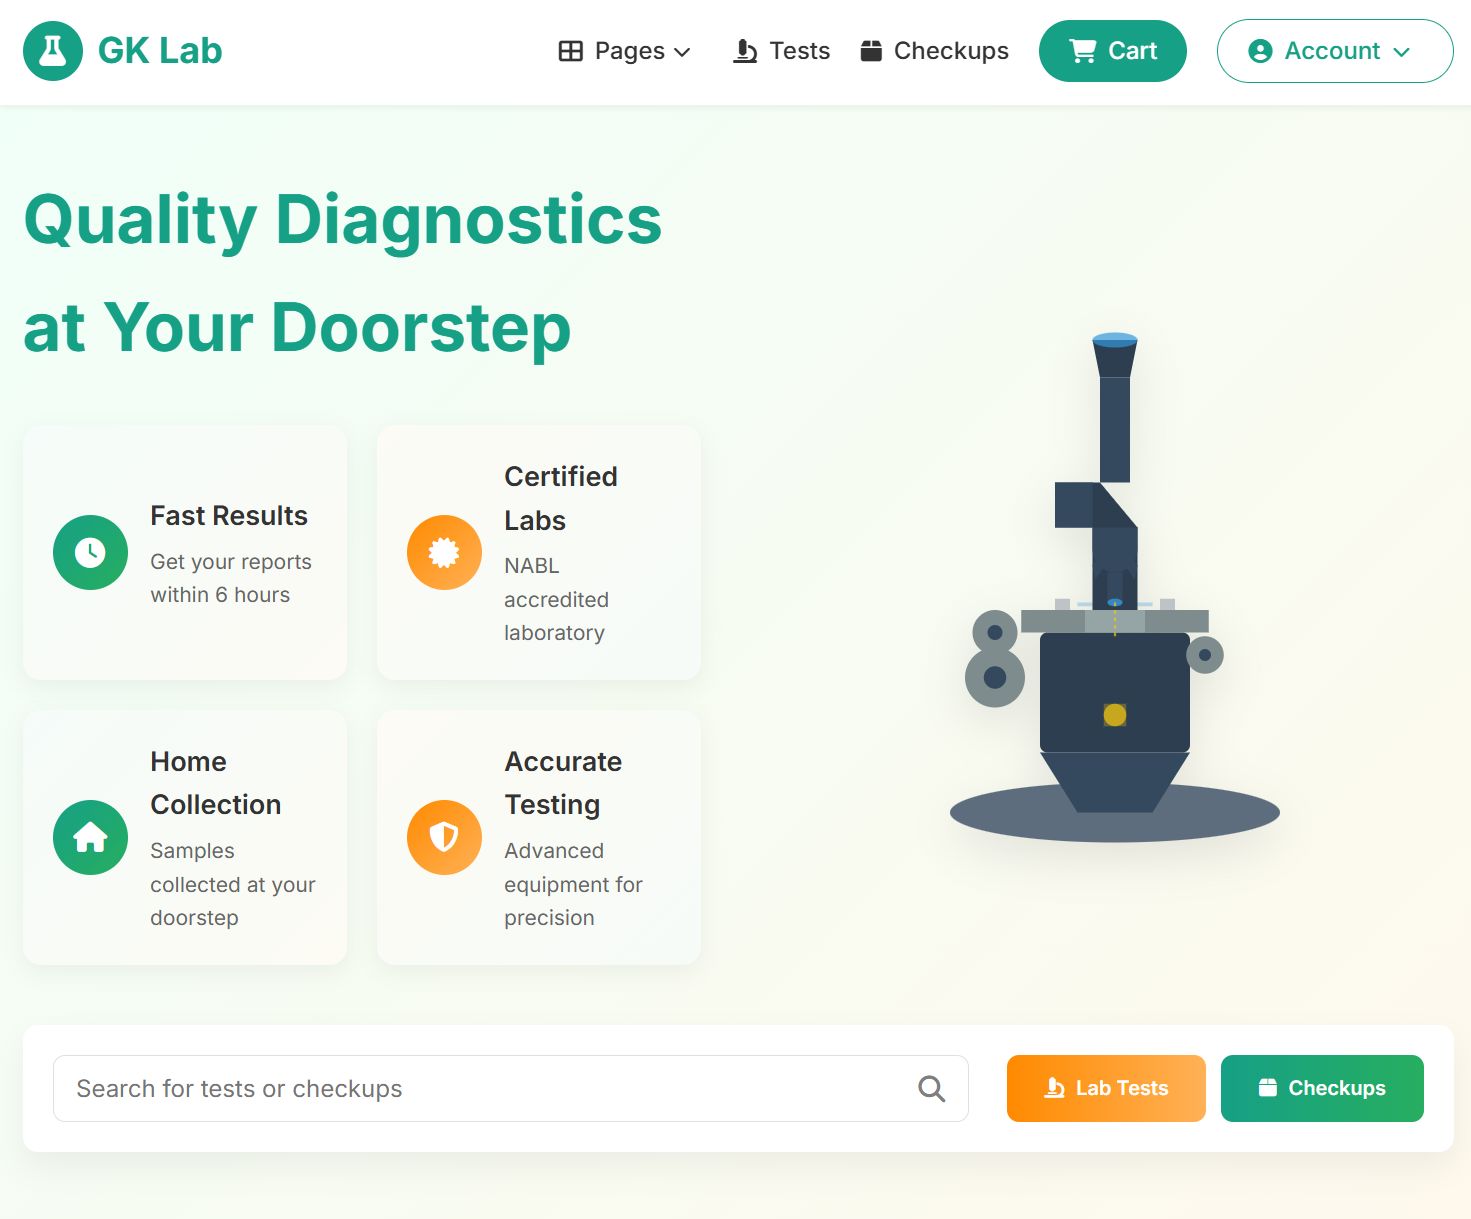 GK Lab
Pages
Tests
Checkups
Cart
Account
Quality Diagnostics
at Your Doorstep
Fast Results
Get your reports
within 6 hours
Certified
Labs
NABL
accredited
laboratory
Home
Collection
Samples
collected at your
doorstep
Accurate
Testing
Advanced
equipment for
precision
Search for tests or checkups
Lab Tests
Checkups